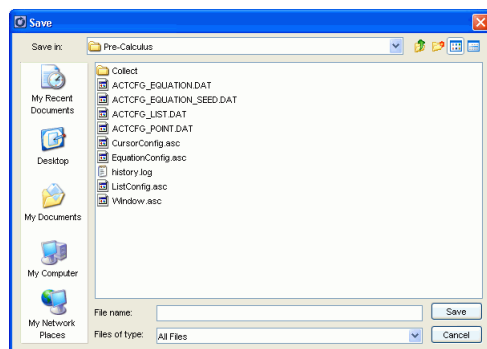 Save
Save in:
Pre-Calculus
My Recent
Documents
Desktop
My Documents
My Computer
My Network
Places
Collect
ACTCFG_EQUATION.DAT
ACTCFG_EQUATION_SEED.DAT
ACTCFG_LIST.DAT
ACTCFG_POINT.DAT
CursorConfig.asc
EquationConfig.asc
history.log
ListConfig.asc
Window.asc
File name:
Save
Files of type:
All Files
Cancel